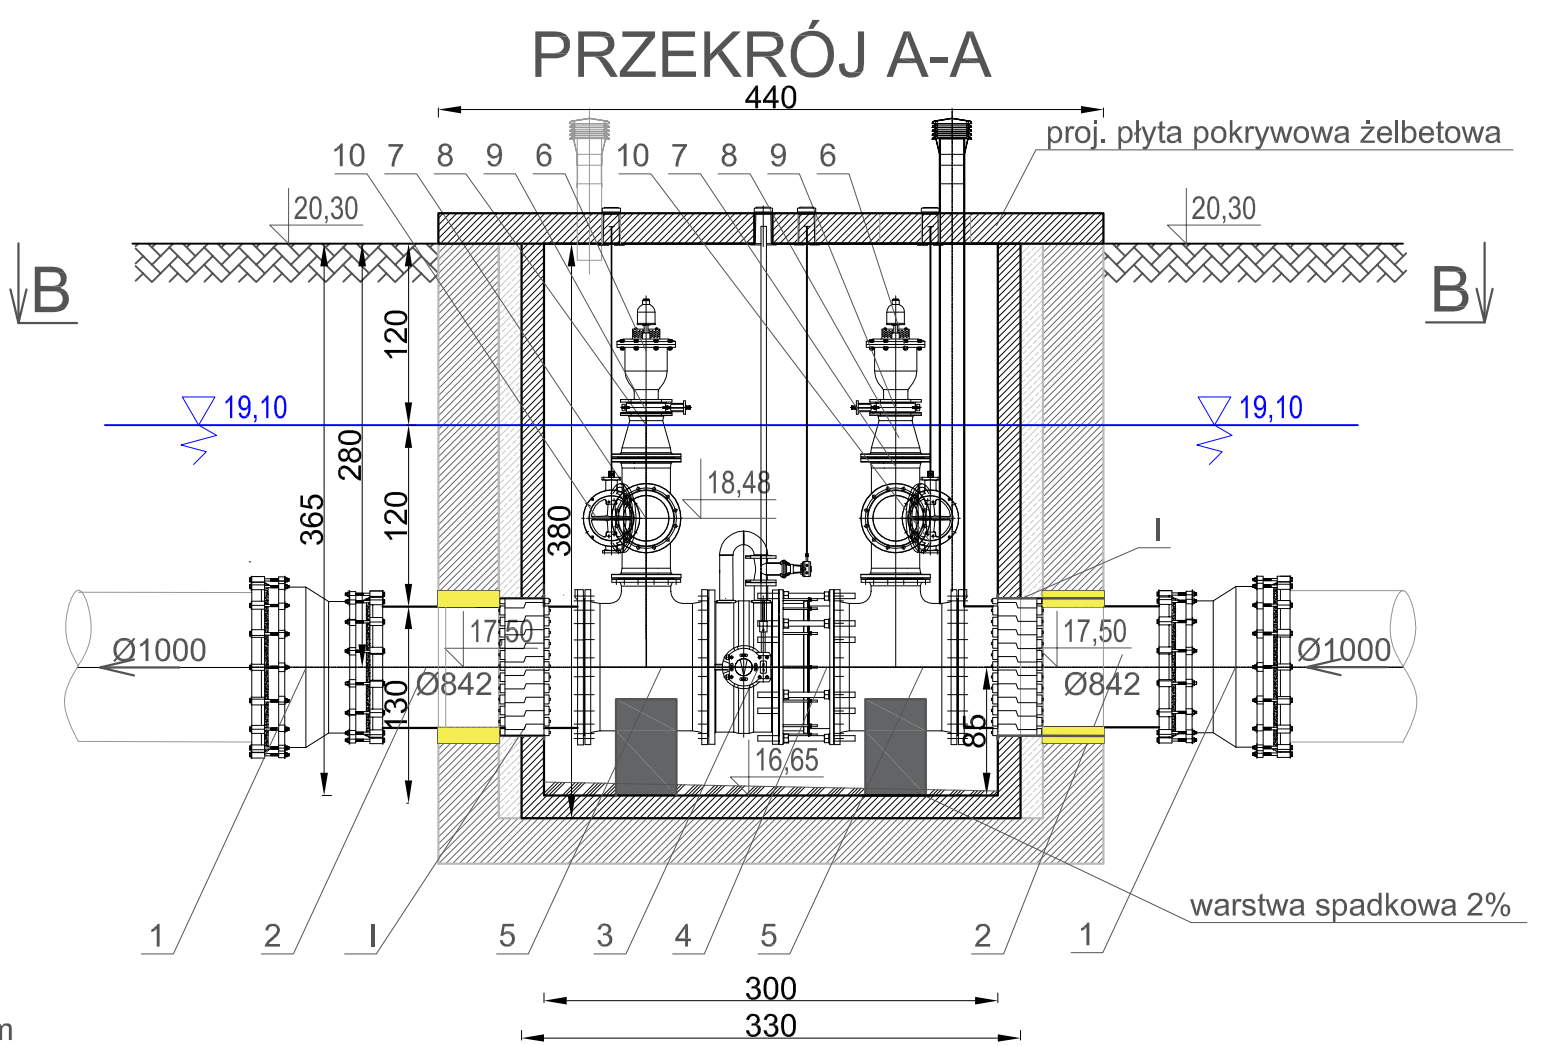 PRZEKRÓJ A-A
440
proj. płyta pokrywowa żelbetowa
10 7 8 9 6 10 7 8 9 6
20,30
20,30
B
B
120
19,10
19,10
280
365
120
380
18,48
I
17,50
17,50
Ø1000
Ø1000
Ø842
Ø842
130
85
16,65
warstwa spadkowa 2%
1 2 I 5 3 4 5 2 1
300
330
m